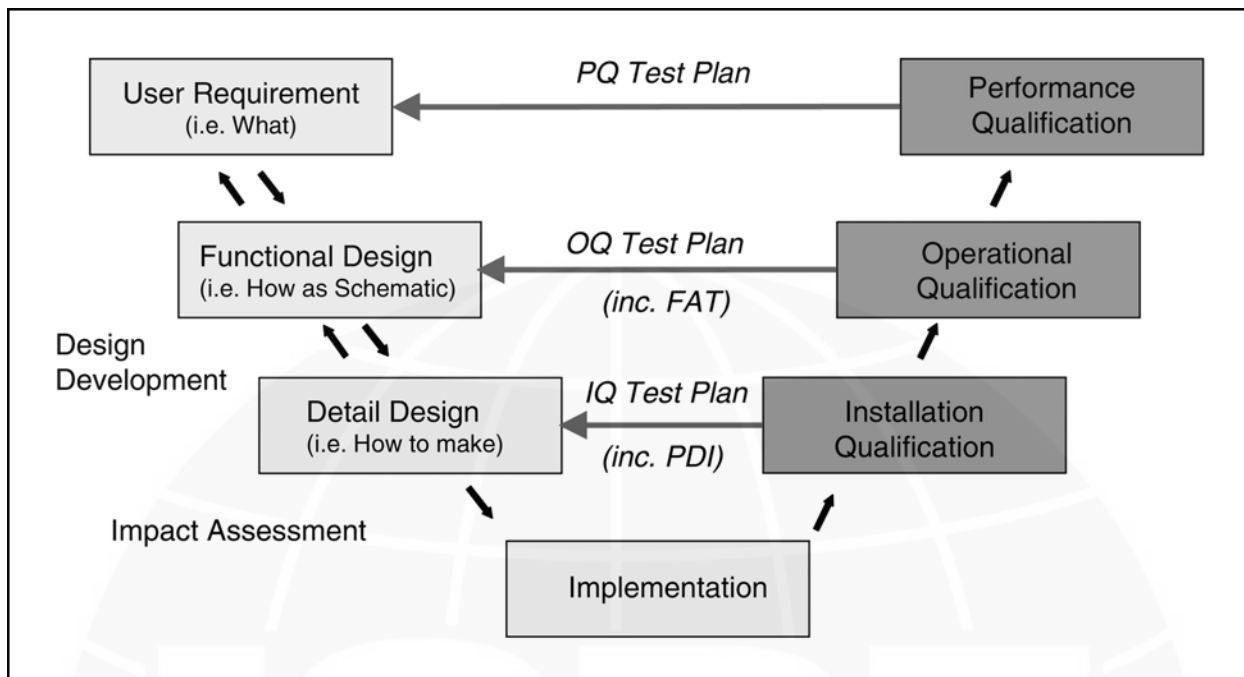 User Requirement
(i.e. What)
PQ Test Plan
Performance
Qualification
Functional Design
(i.e. How as Schematic)
OQ Test Plan
(inc. FAT)
Operational
Qualification
Design
Development
Detail Design
(i.e. How to make)
IQ Test Plan
(inc. PDI)
Installation
Qualification
Impact Assessment
Implementation